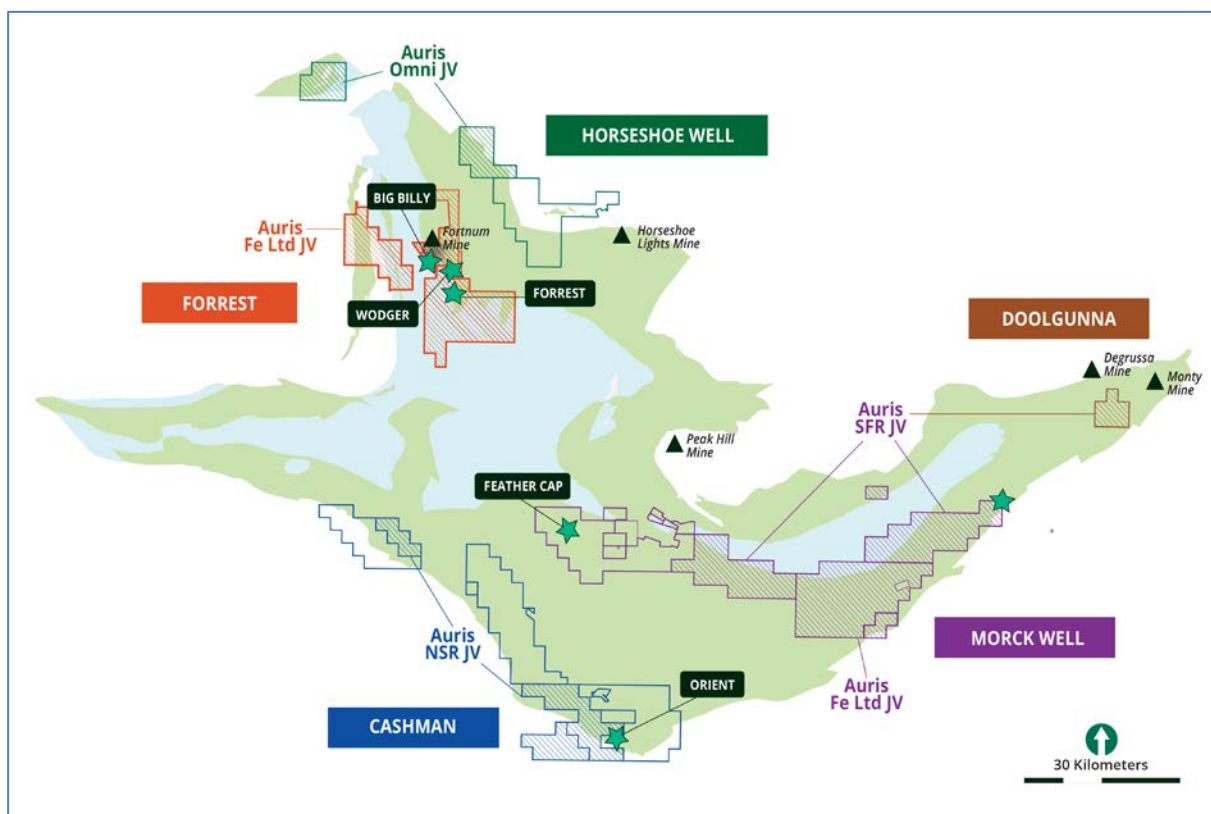 Auris
Omni JV
HORSESHOE WELL
BIG BILLY
Auris
Fe Ltd JV
Fortnum
Mine
Horseshoe
Lights Mine
FORREST
FORREST
WODGER
DOOLGUNNA
Degrussa
Mine
Monty
Mine
Auris
SFR JV
Peak Hill
Mine
FEATHER CAP
Auris
NSR JV
MORCK WELL
ORIENT
Auris
Fe Ltd JV
CASHMAN
30 Kilometers